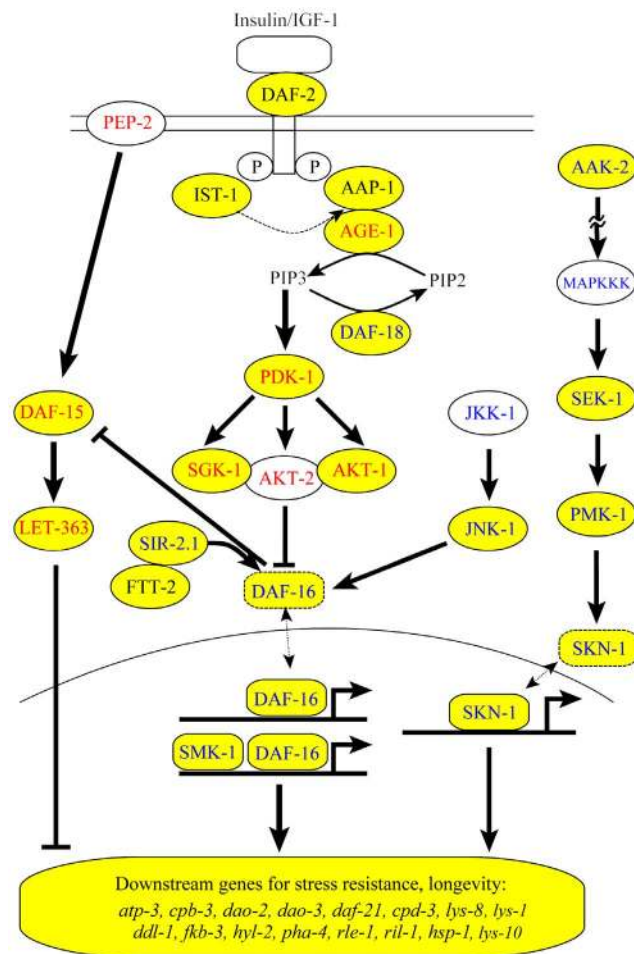 Insulin/IGF-1
DAF-2
PEP-2
P
P
IST-1
AAP-1
AAK-2
AGE-1
PIP3
PIP2
MAPKKK
DAF-18
PDK-1
SEK-1
DAF-15
JKK-1
SGK-1
AKT-2
AKT-1
LET-363
SIR-2.1
JNK-1
PMK-1
FTT-2
DAF-16
SKN-1
DAF-16
SKN-1
SMK-1
DAF-16
Downstream genes for stress resistance, longevity:
atp-3, cpb-3, dao-2, dao-3, daf-21, cpd-3, lys-8, lys-1
ddl-1, fkb-3, hyl-2, pha-4, rle-1, ril-1, hsp-1, lys-10